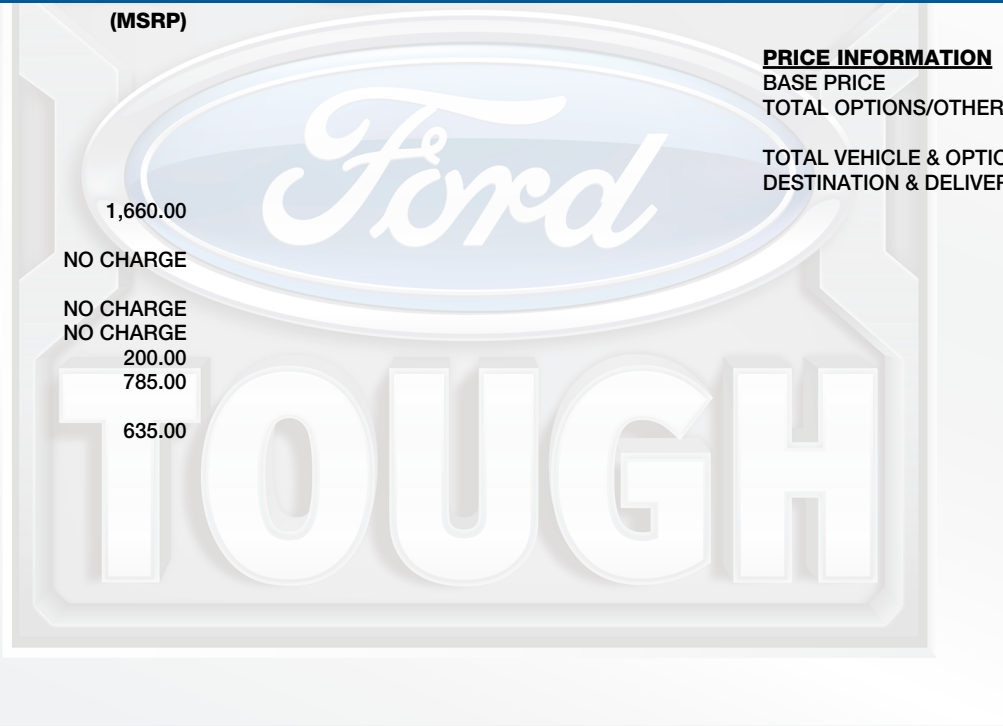 (MSRP)
1,660.00
NO CHARGE
NO CHARGE
NO CHARGE
200.00
785.00
635.00
PRICE INFORMATION
BASE PRICE
TOTAL OPTIONS/OTHER
TOTAL VEHICLE & OPTIO
DESTINATION & DELIVER
Ford
TOUGH